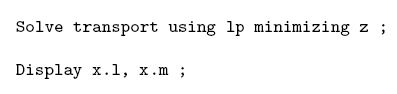 Solve transport using lp minimizing z ;
Display x.l, x.m ;